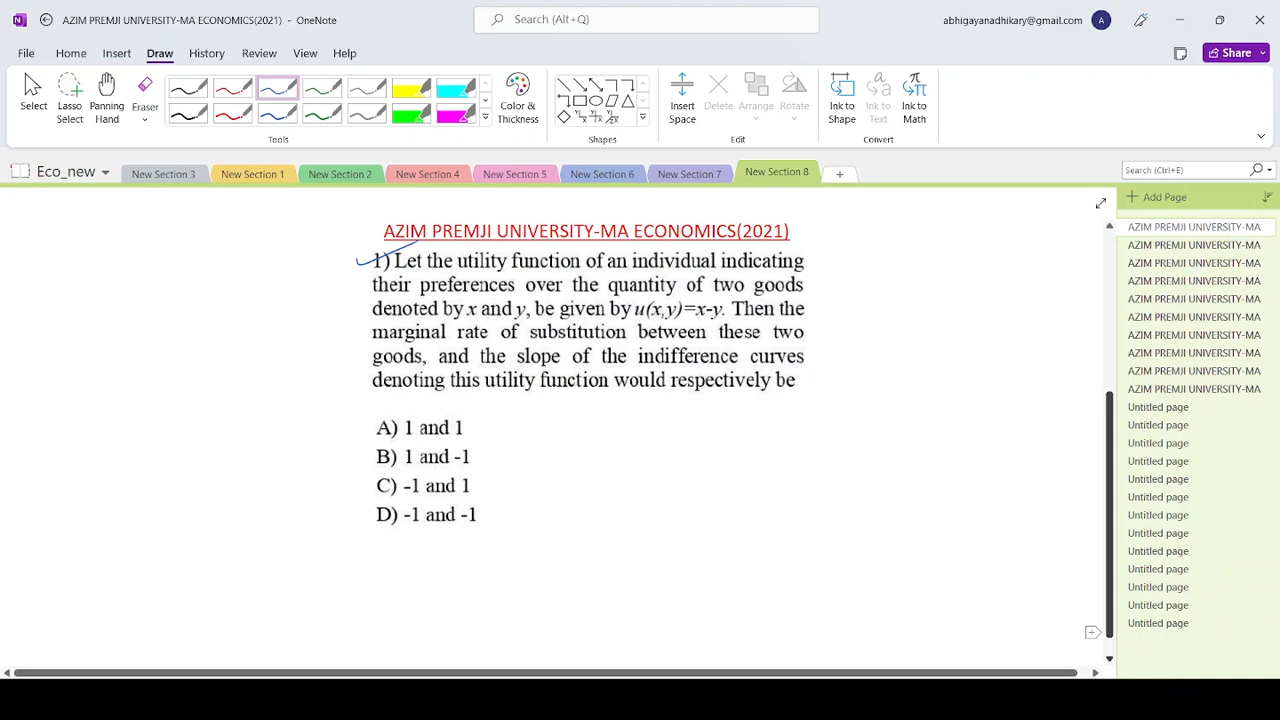 AZIM PREMJI UNIVERSITY-MA ECONOMICS(2021) - OneNote
Search (Alt+Q)
abhigayanadhikary@gmail.com
A
File Home Insert Draw History Review View Help
Share
Select
Lasso Select
Panning Hand
Eraser
Color & Thickness
Insert Space
Delete
Arrange
Rotate
Ink to Shape
Ink to Text
Ink to Math
Tools
Shapes
Edit
Convert
Eco_new
New Section 3 New Section 1 New Section 2 New Section 4 New Section 5 New Section 6 New Section 7 New Section 8
Search (Ctrl+E)
Add Page
AZIM PREMJI UNIVERSITY-MA ECONOMICS(2021)
1) Let the utility function of an individual indicating
their preferences over the quantity of two goods
denoted by x and y, be given by u(x,y)=x-y. Then the
marginal rate of substitution between these two
goods, and the slope of the indifference curves
denoting this utility function would respectively be
A) 1 and 1
B) 1 and -1
C) -1 and 1
D) -1 and -1
AZIM PREMJI UNIVERSITY-MA
AZIM PREMJI UNIVERSITY-MA
AZIM PREMJI UNIVERSITY-MA
AZIM PREMJI UNIVERSITY-MA
AZIM PREMJI UNIVERSITY-MA
AZIM PREMJI UNIVERSITY-MA
AZIM PREMJI UNIVERSITY-MA
AZIM PREMJI UNIVERSITY-MA
AZIM PREMJI UNIVERSITY-MA
AZIM PREMJI UNIVERSITY-MA
Untitled page
Untitled page
Untitled page
Untitled page
Untitled page
Untitled page
Untitled page
Untitled page
Untitled page
Untitled page
Untitled page
Untitled page
Untitled page